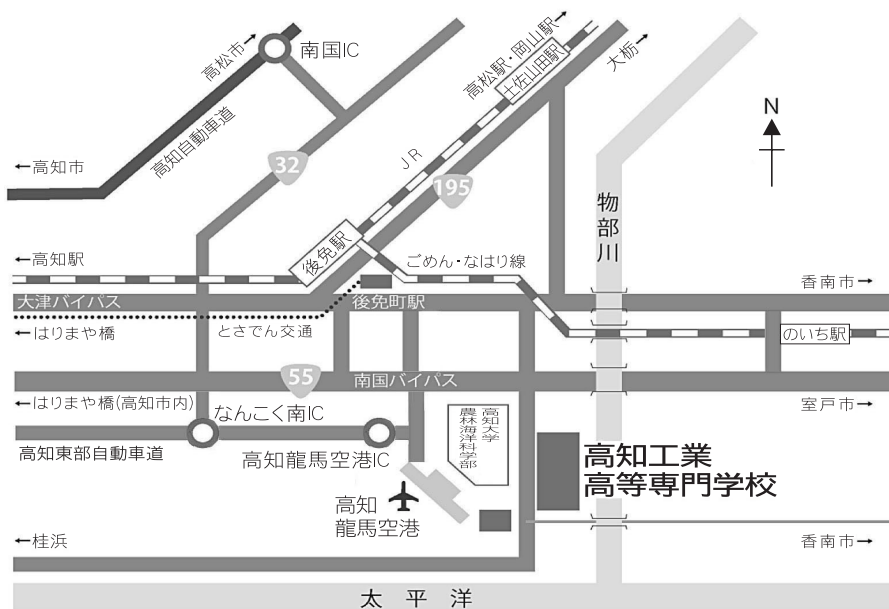 高松市→
南国IC
高知自動車道
←高知市
32
高松駅・岡山駅→
土佐山田駅
大栃→
JR
195
N
物部川
←高知駅
後免駅
ごめん・なはり線
香南市→
大津バイパス
後免町駅
←はりまや橋
とさでん交通
のいち駅
55
南国バイパス
←はりまや橋(高知市内)
室戸市→
なんこく南IC
高知東部自動車道
高知龍馬空港IC
高知大学
農林海洋科学部
高知工業
高等専門学校
高知
龍馬空港
←桂浜
香南市→
太平洋